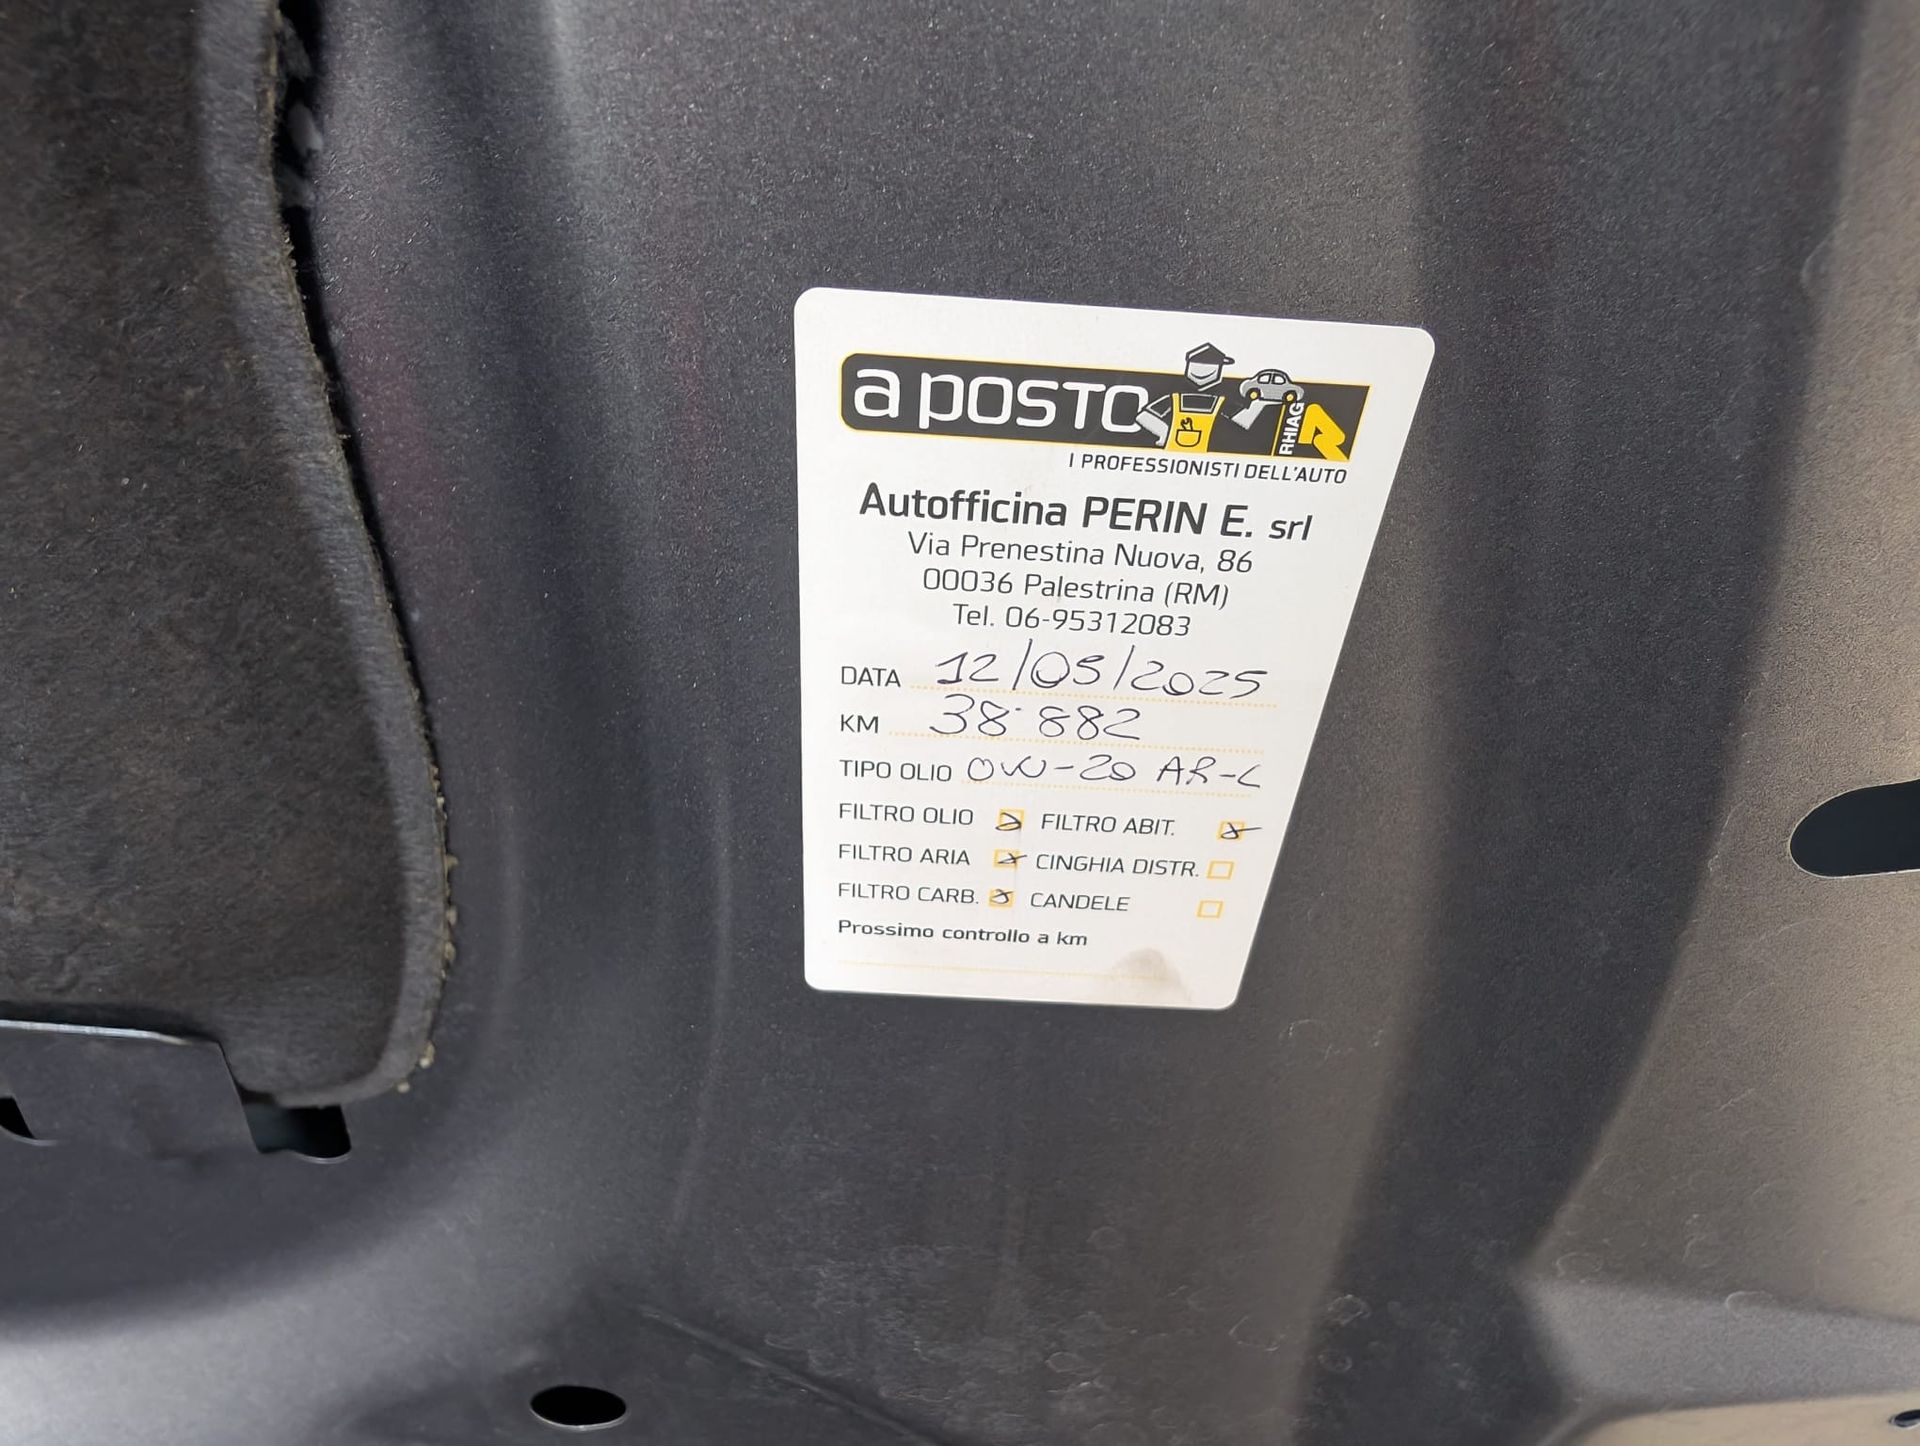 a posto
RHIAG
I PROFESSIONISTI DELL'AUTO
Autofficina PERIN E. srl
Via Prenestina Nuova, 86
00036 Palestrina (RM)
Tel. 06-95312083
DATA 12/05/2025
KM 38.882
TIPO OLIO 0W-20 AR-L
FILTRO OLIO FILTRO ABIT.
FILTRO ARIA CINGHIA DISTR.
FILTRO CARB. CANDELE
Prossimo controllo a km